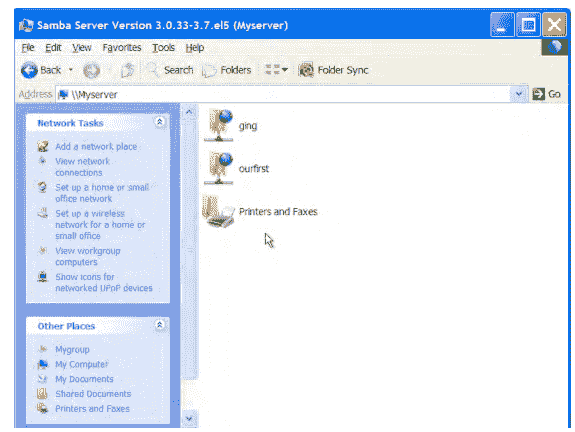 Samba Server Version 3.0.33-3.7.el5 (Myserver)
File Edit View Favorites Tools Help
Back Search Folders Folder Sync
Address \\Myserver Go
Network Tasks
Add a network place
View network
connections
Set up a home or small
office network
Set up a wireless
network for a home or
small office
View workgroup
computers
Show icons for
networked UPnP devices
Other Places
Mygroup
My Computer
My Documents
Shared Documents
Printers and Faxes
ging
ourfirst
Printers and Faxes